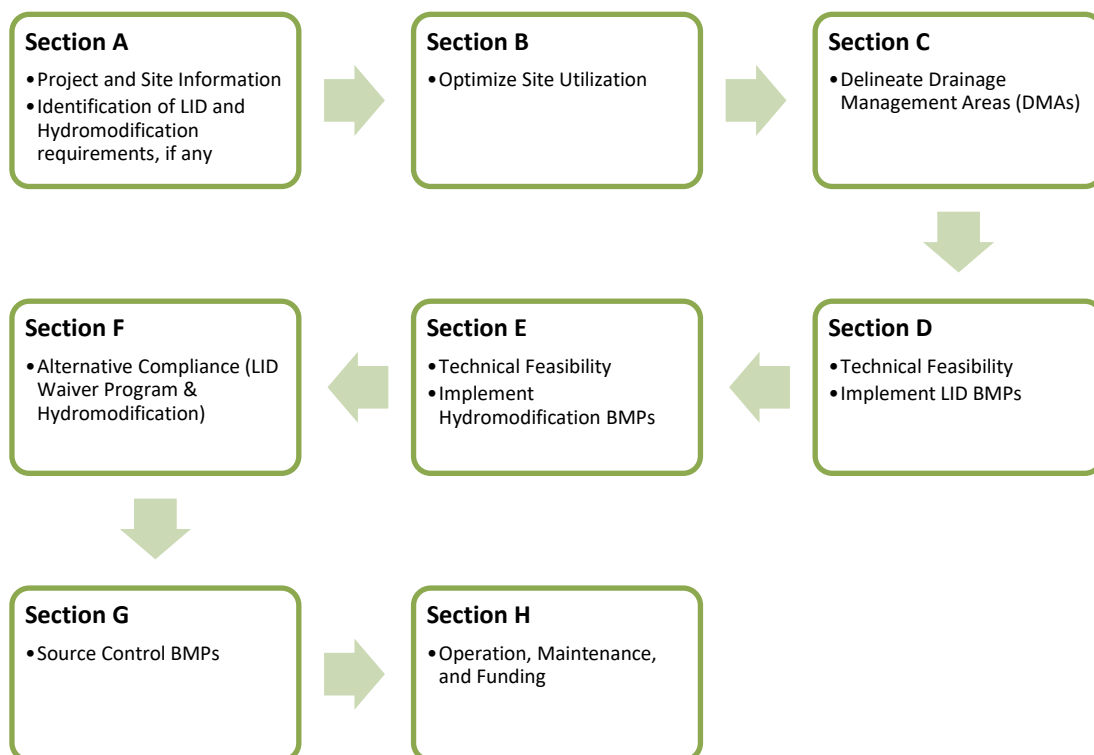 Section A
•Project and Site Information
•Identification of LID and
Hydromodification
requirements, if any
Section B
•Optimize Site Utilization
Section C
•Delineate Drainage
Management Areas (DMAs)
Section D
•Technical Feasibility
•Implement LID BMPs
Section E
•Technical Feasibility
•Implement
Hydromodification BMPs
Section F
•Alternative Compliance (LID
Waiver Program &
Hydromodification)
Section G
•Source Control BMPs
Section H
•Operation, Maintenance,
and Funding